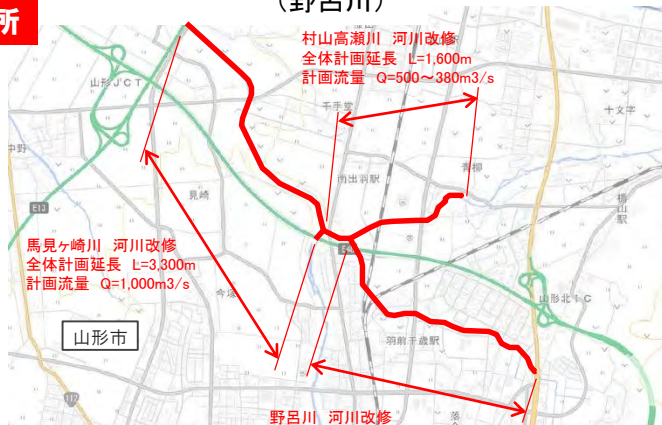 所
（野呂川）
村山高瀬川 河川改修
全体計画延長 L=1,600m
計画流量 Q=500～380m3/s
山形JCT
千手堂
十文字
中野
南出羽駅
青柳
見崎
楯山駅
E13
馬見ヶ崎川 河川改修
全体計画延長 L=3,300m
計画流量 Q=1,000m3/s
今塚
山形北IC
山形市
羽前千歳駅
112
野呂川 河川改修